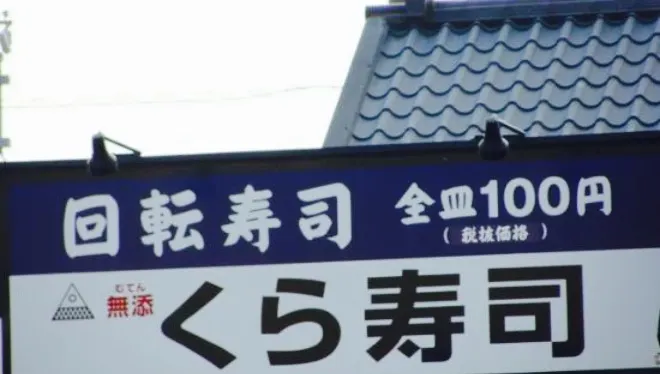 回転寿司 全皿100円
(税抜価格)
むてん
無添 くら寿司